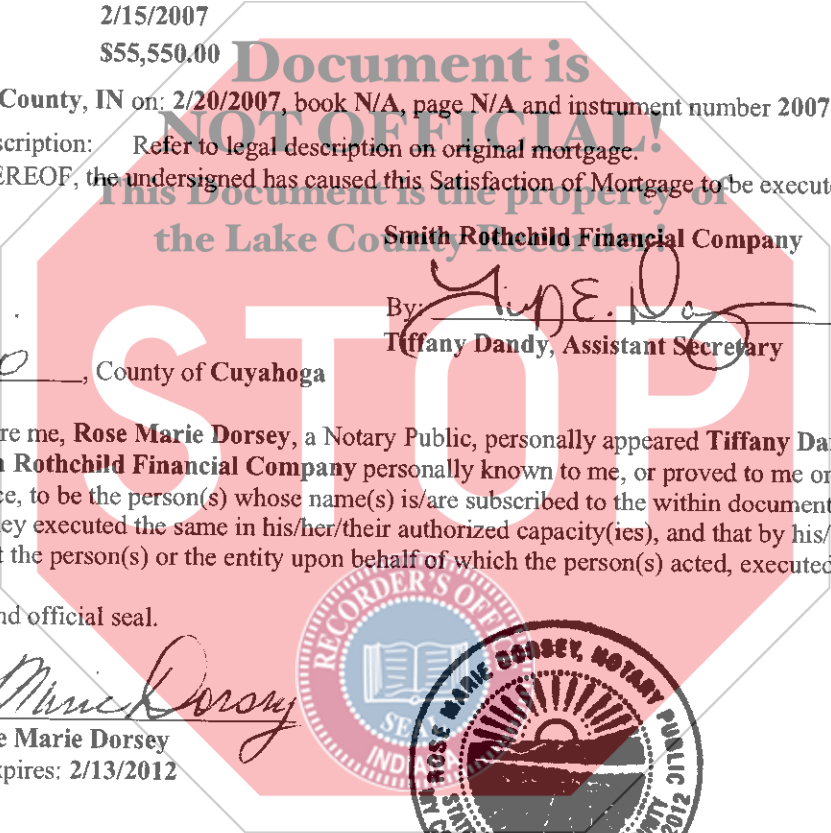 2/15/2007
$55,550.00
Document is
County, IN on: 2/20/2007, book N/A, page N/A and instrument number 2007
NOT OFFICIAL!
scription: Refer to legal description on original mortgage.
EREOF, the undersigned has caused this Satisfaction of Mortgage to be execute
This Document is the property of
the Lake County Recorder!
Smith Rothchild Financial Company
By:
Tiffany Dandy, Assistant Secretary
STOP
, County of Cuyahoga
re me, Rose Marie Dorsey, a Notary Public, personally appeared Tiffany Da
Rothchild Financial Company personally known to me, or proved to me or
ce, to be the person(s) whose name(s) is/are subscribed to the within document
ey executed the same in his/her/their authorized capacity(ies), and that by his/
t the person(s) or the entity upon behalf of which the person(s) acted, executed
nd official seal.
RECORDER'S OFFICE
SEAL
INDIANA
Marie Dorsey
e Marie Dorsey
xpires: 2/13/2012
ROSE MARIE DORSEY, NOTARY PUBLIC
2012